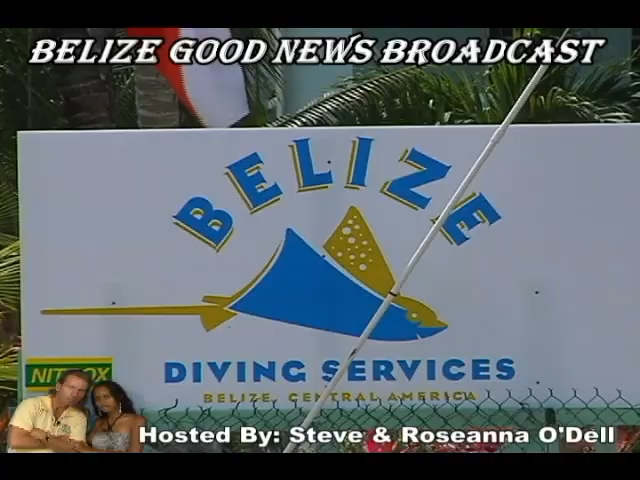 BELIZE GOOD NEWS BROADCAST
BELIZE
DIVING SERVICES
BELIZE, CENTRAL AMERICA
NITROX
Hosted By: Steve & Roseanna O'Dell